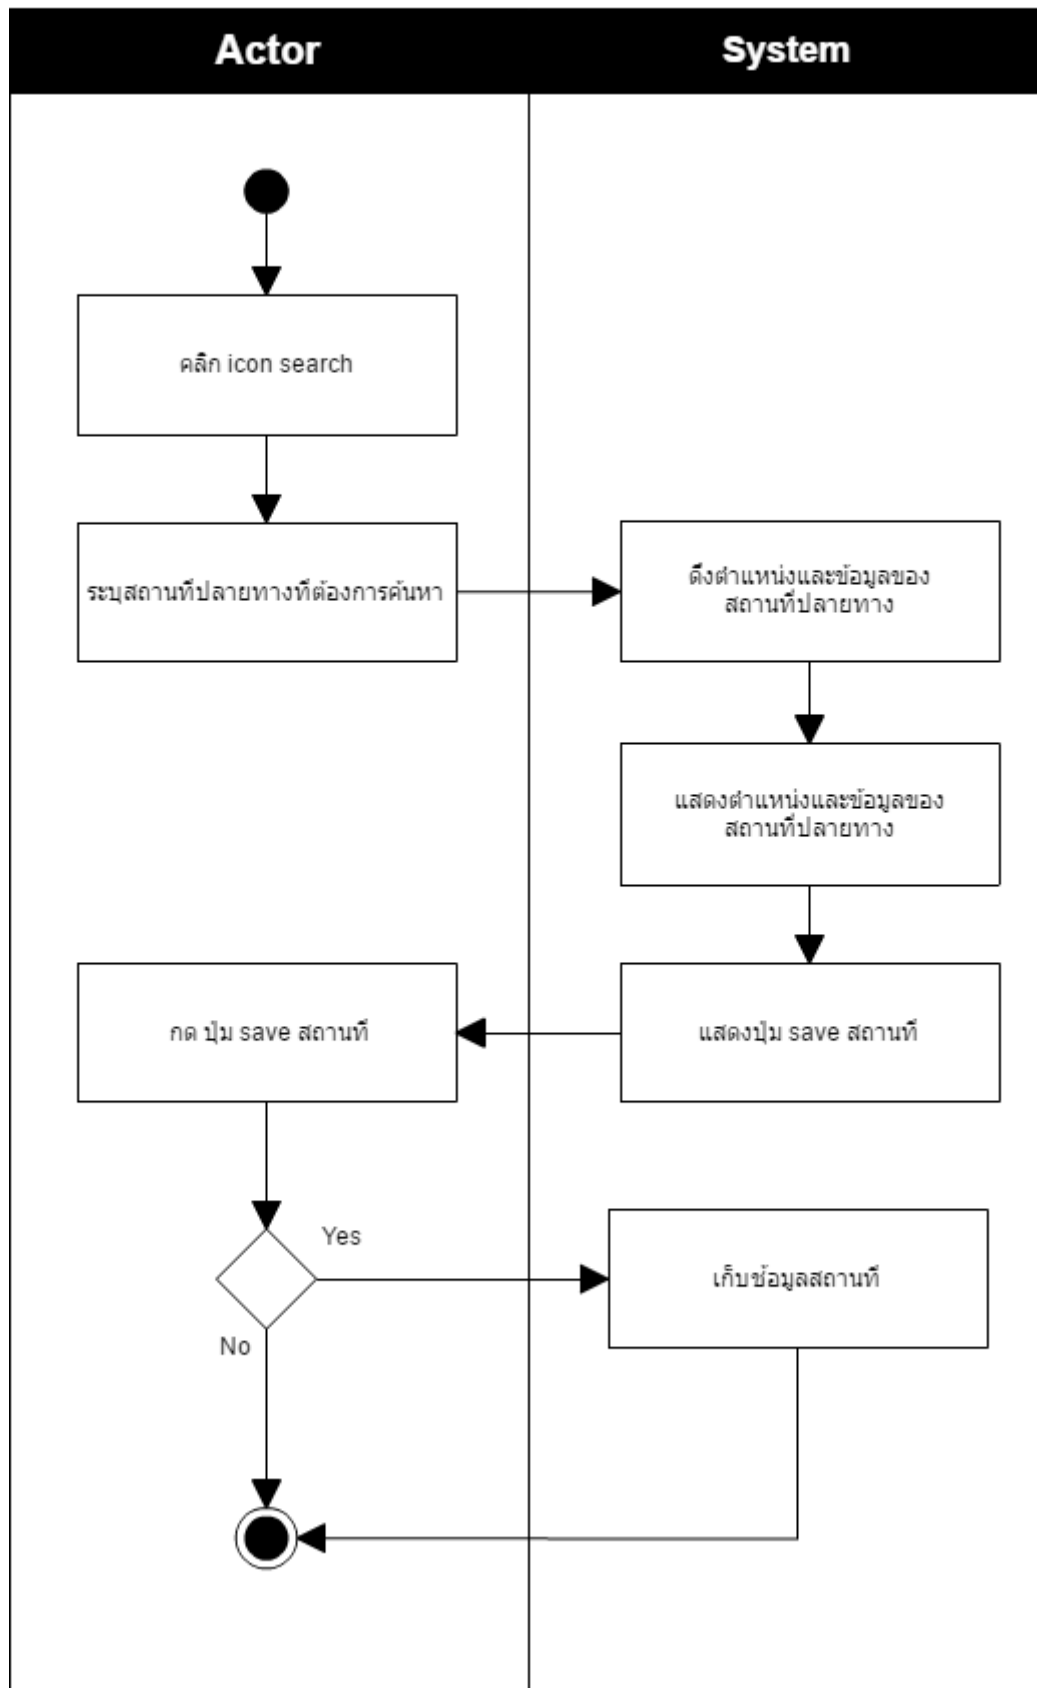 Actor
System
คลิก icon search
ระบุสถานที่ปลายทางที่ต้องการค้นหา
ดึงตำแหน่งและข้อมูลของ
สถานที่ปลายทาง
แสดงตำแหน่งและข้อมูลของ
สถานที่ปลายทาง
แสดงปุ่ม save สถานที่
กด ปุ่ม save สถานที่
Yes
เก็บข้อมูลสถานที่
No